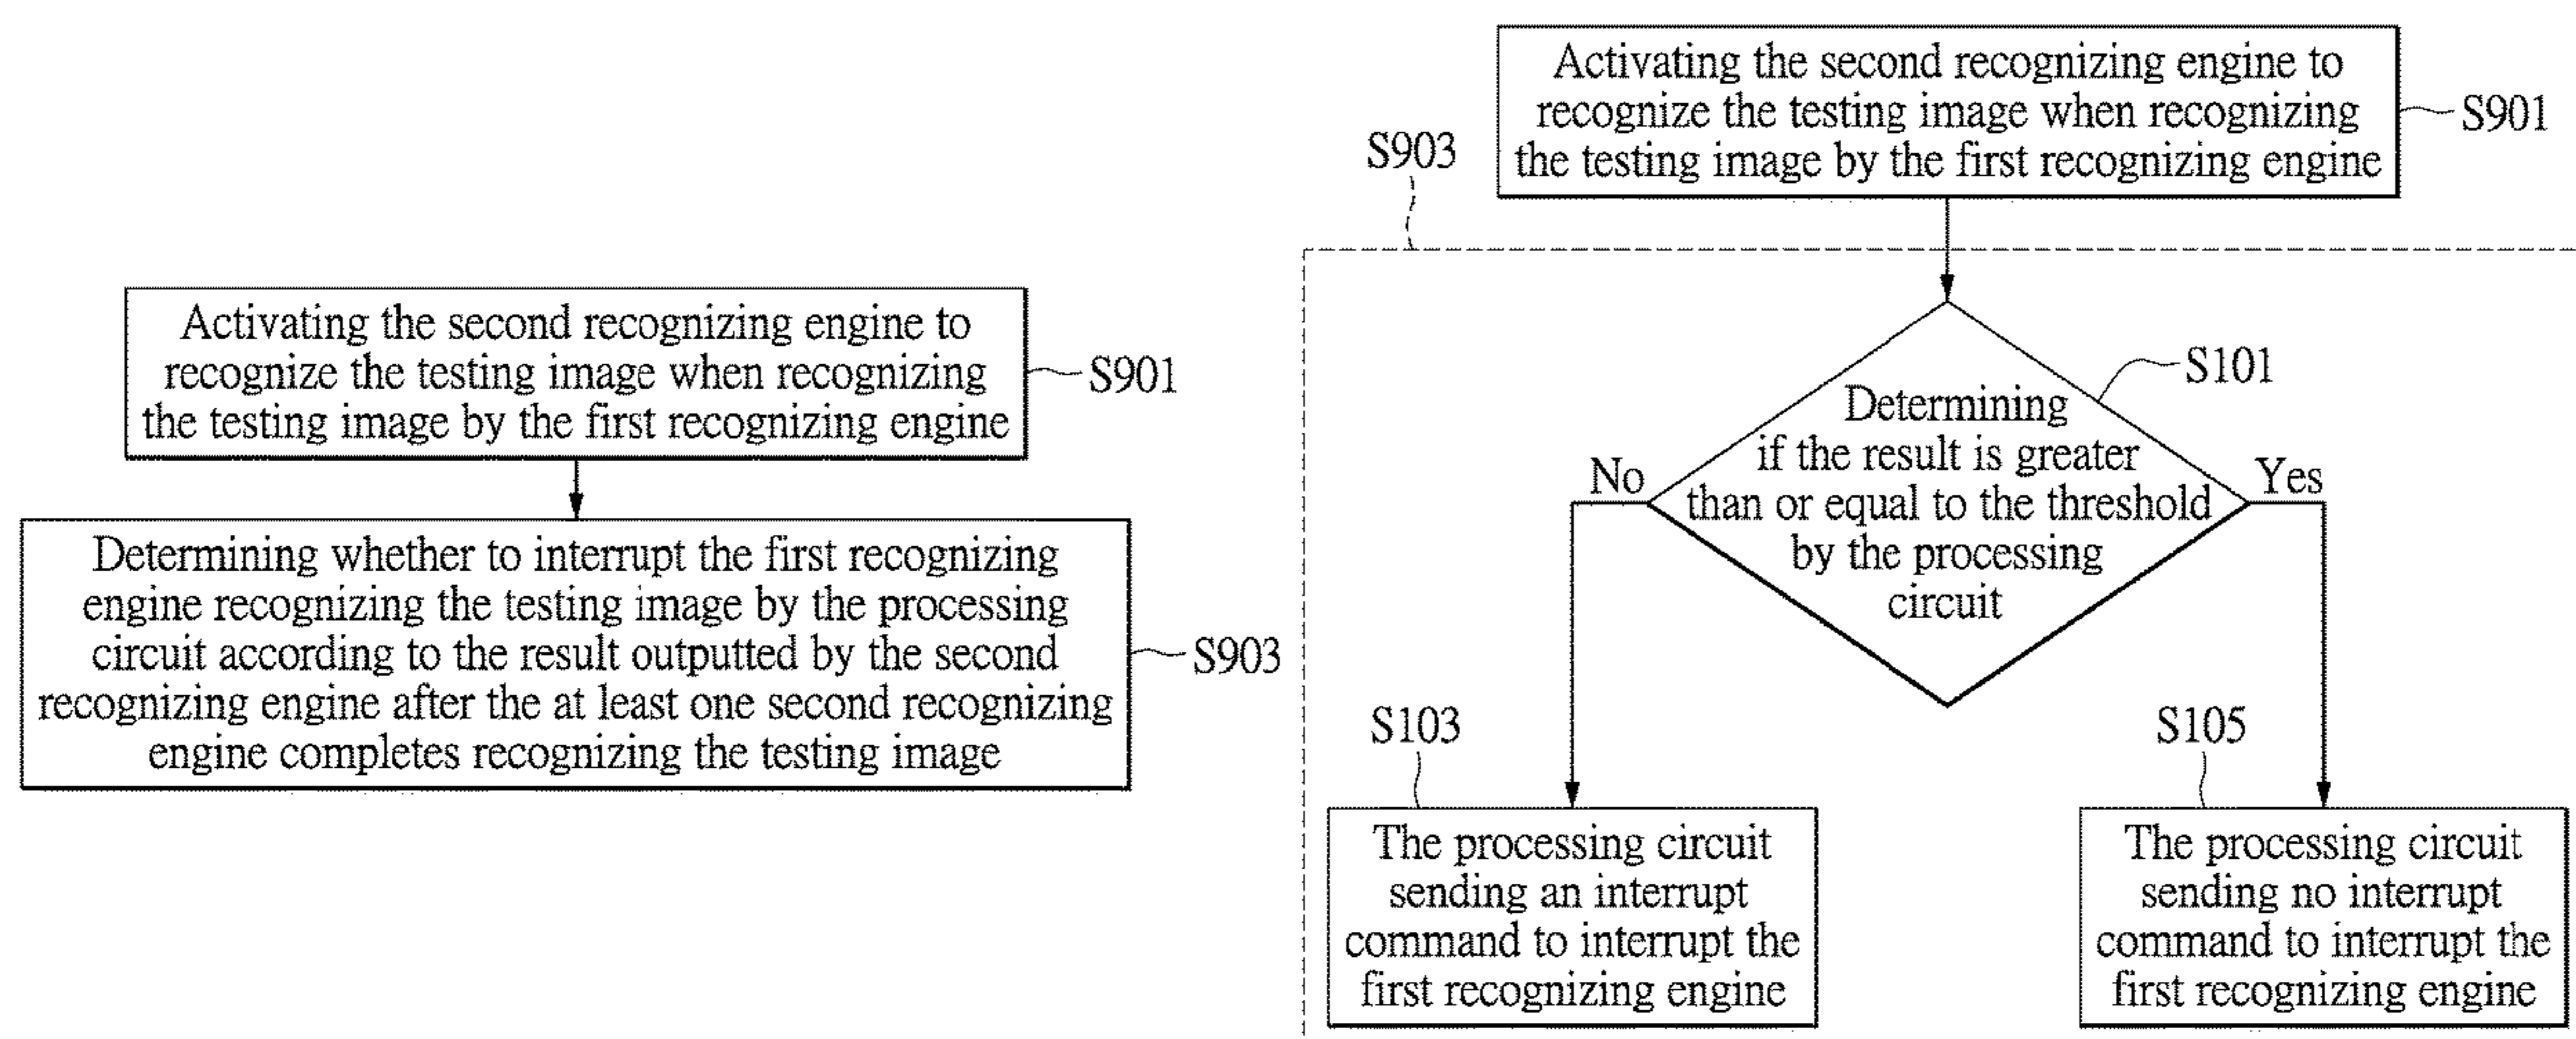 Activating the second recognizing engine to
recognize the testing image when recognizing
the testing image by the first recognizing engine
S901
Determining whether to interrupt the first recognizing
engine recognizing the testing image by the processing
circuit according to the result outputted by the second
recognizing engine after the at least one second recognizing
engine completes recognizing the testing image
S903
Activating the second recognizing engine to
recognize the testing image when recognizing
the testing image by the first recognizing engine
S901
S903
S101
Determining
if the result is greater
than or equal to the threshold
by the processing
circuit
No
Yes
S103
The processing circuit
sending an interrupt
command to interrupt the
first recognizing engine
S105
The processing circuit
sending no interrupt
command to interrupt the
first recognizing engine